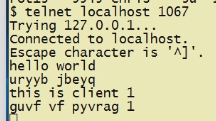 $ telnet localhost 1067
Trying 127.0.0.1...
Connected to localhost.
Escape character is '^]'.
hello world
uryyb jbeyq
this is client 1
guvf vf pyvrag 1